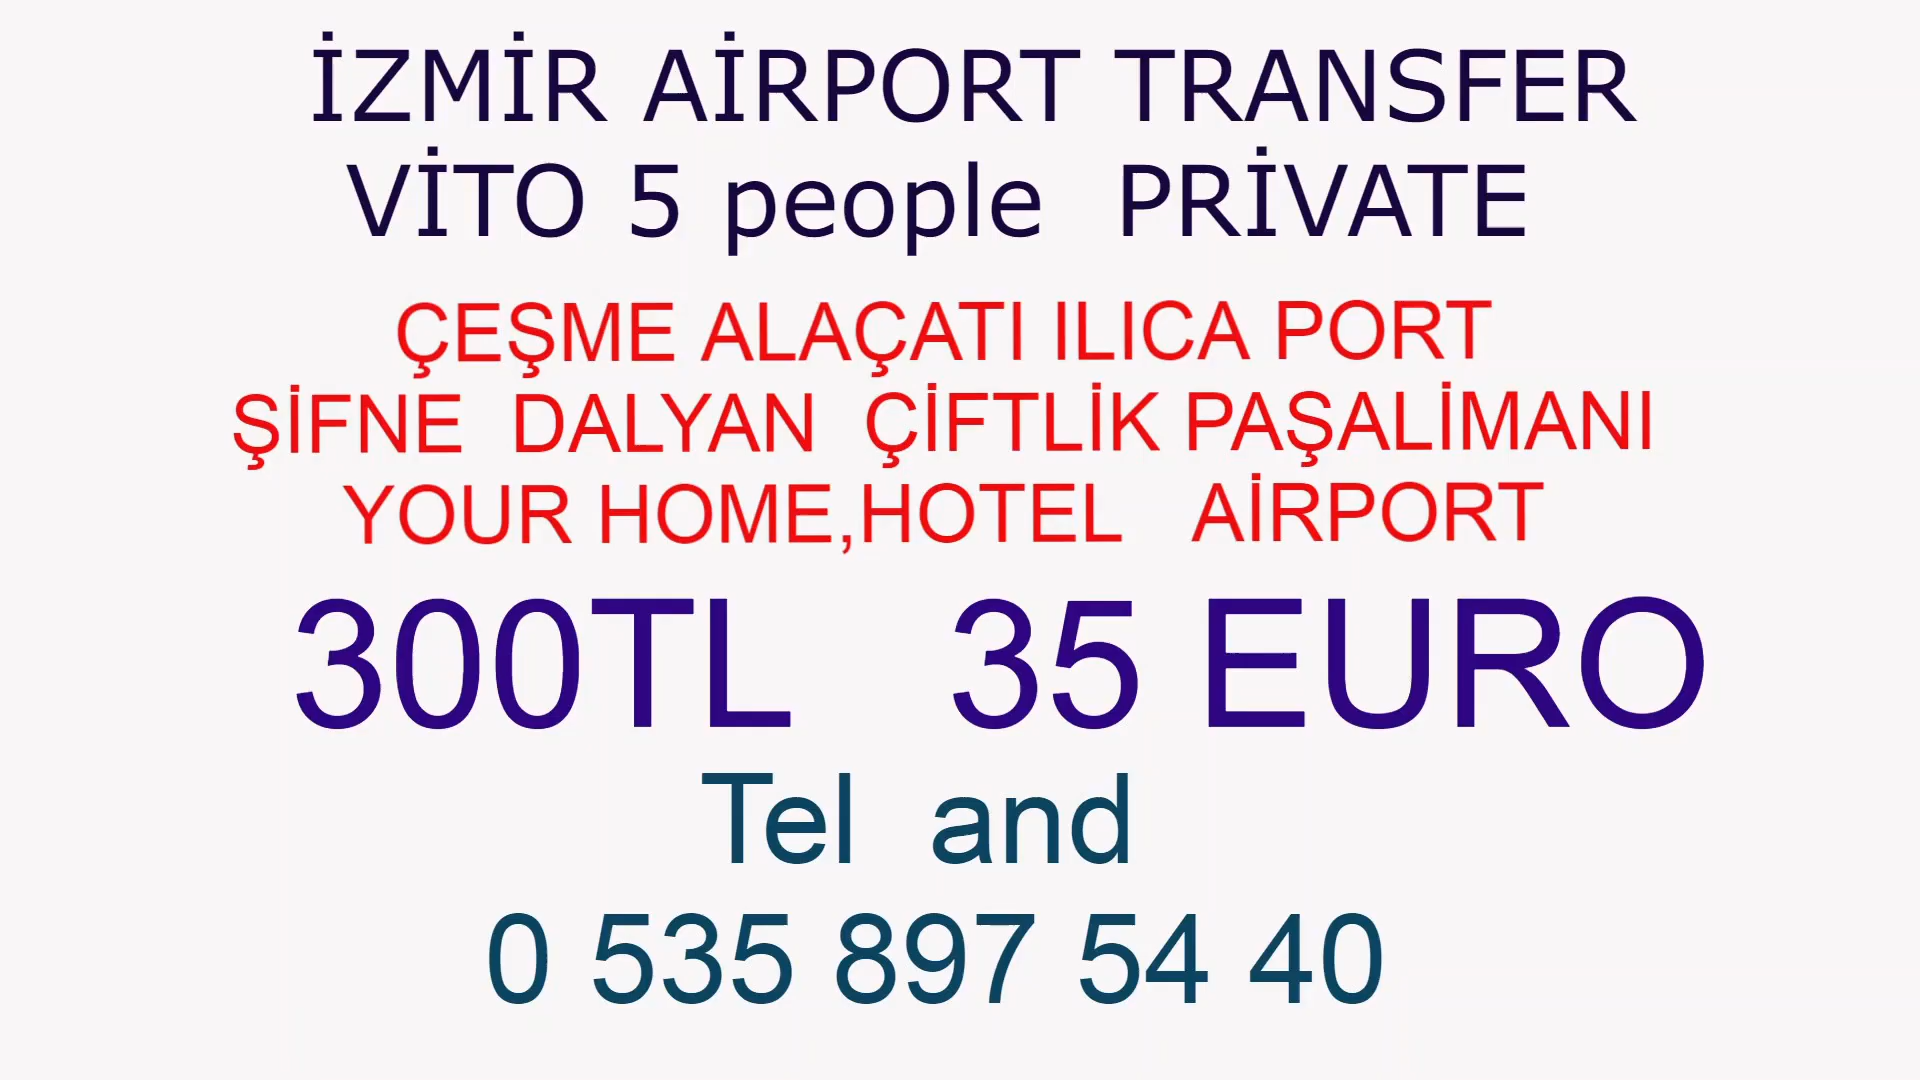 İZMİR AİRPORT TRANSFER
VİTO 5 people PRİVATE
ÇEŞME ALAÇATI ILICA PORT
ŞİFNE DALYAN ÇİFTLİK PAŞALİMANI
YOUR HOME,HOTEL AİRPORT
300TL 35 EURO
Tel and
0 535 897 54 40